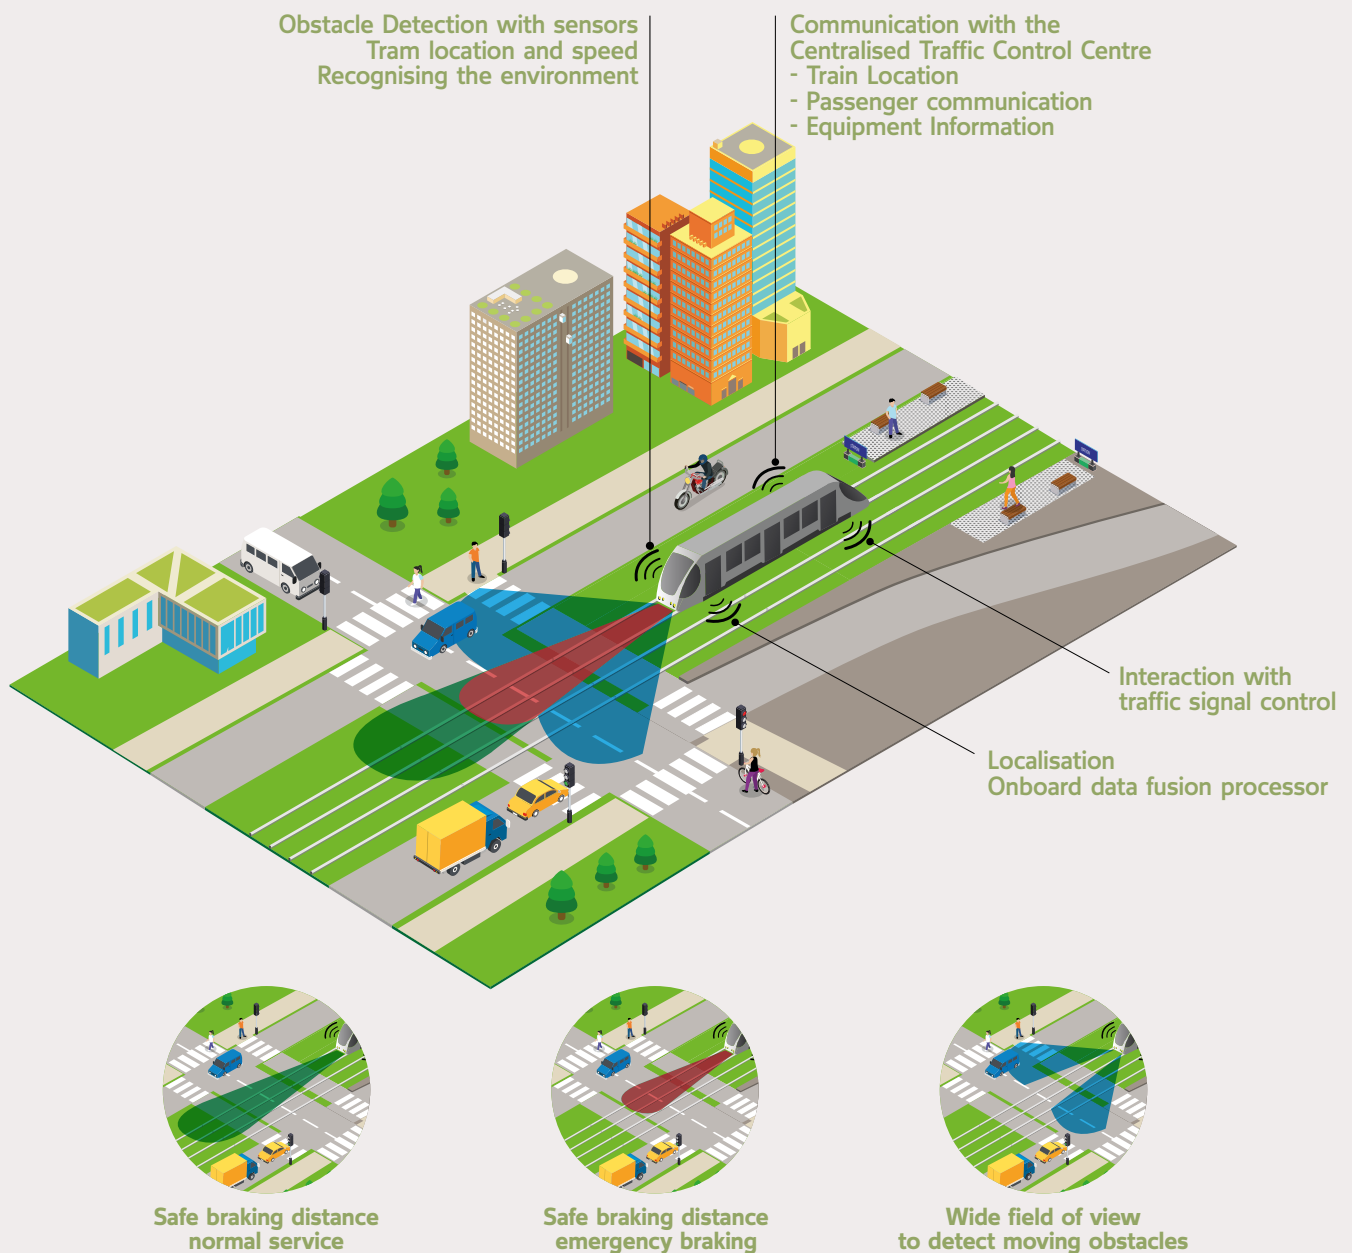 Obstacle Detection with sensors
Tram location and speed
Recognising the environment
Communication with the
Centralised Traffic Control Centre
- Train Location
- Passenger communication
- Equipment Information
Interaction with
traffic signal control
Localisation
Onboard data fusion processor
Safe braking distance
normal service
Safe braking distance
emergency braking
Wide field of view
to detect moving obstacles